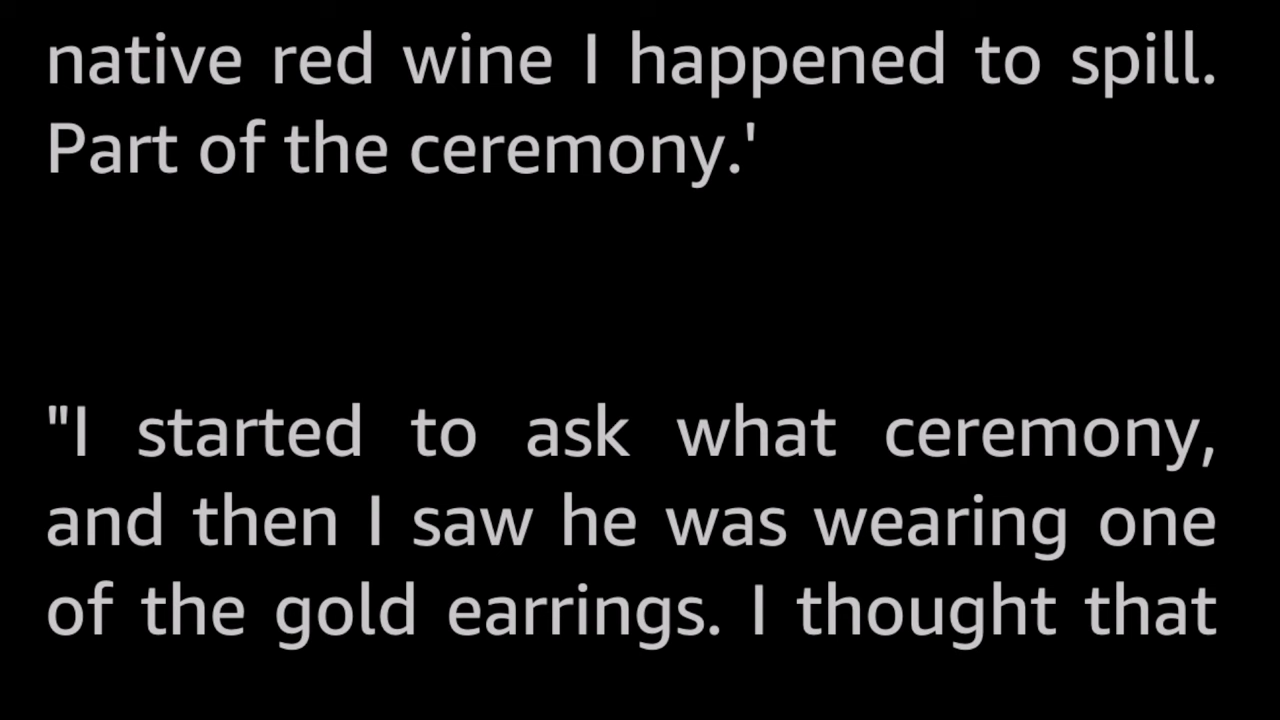 native red wine I happened to spill.
Part of the ceremony.'
"I started to ask what ceremony,
and then I saw he was wearing one
of the gold earrings. I thought that